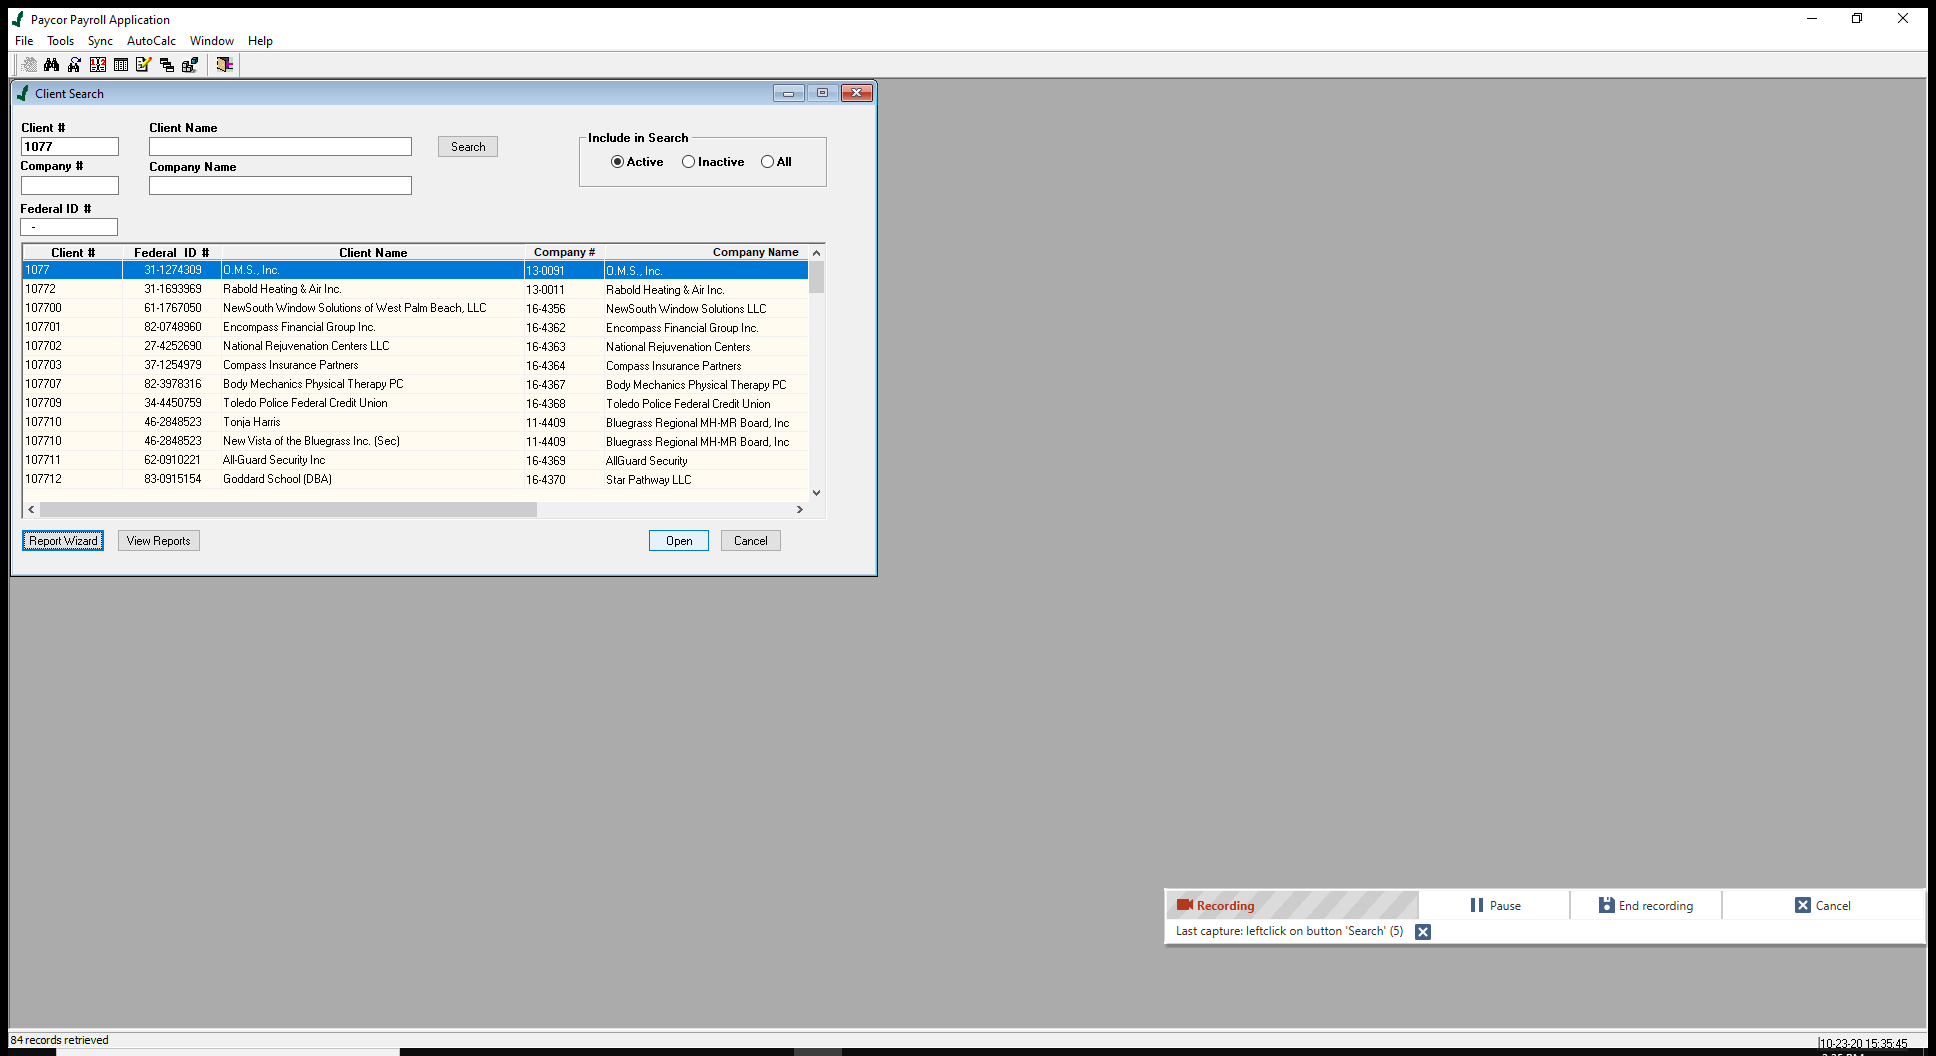 Paycor Payroll Application
File Tools Sync AutoCalc Window Help
Client Search
Client # Client Name
1077 Search
Include in Search
Active Inactive All
Company # Company Name
Federal ID #
-
Client # Federal ID # Client Name Company # Company Name
1077 31-1274309 O.M.S., Inc. 13-0091 O.M.S., Inc.
10772 31-1693969 Rabold Heating & Air Inc. 13-0011 Rabold Heating & Air Inc.
107700 61-1767050 NewSouth Window Solutions of West Palm Beach, LLC 16-4356 NewSouth Window Solutions LLC
107701 82-0748960 Encompass Financial Group Inc. 16-4362 Encompass Financial Group Inc.
107702 27-4252690 National Rejuvenation Centers LLC 16-4363 National Rejuvenation Centers
107703 37-1254979 Compass Insurance Partners 16-4364 Compass Insurance Partners
107707 82-3978316 Body Mechanics Physical Therapy PC 16-4367 Body Mechanics Physical Therapy PC
107709 34-4450759 Toledo Police Federal Credit Union 16-4368 Toledo Police Federal Credit Union
107710 46-2848523 Tonja Harris 11-4409 Bluegrass Regional MH-MR Board, Inc
107710 46-2848523 New Vista of the Bluegrass Inc. (Sec) 11-4409 Bluegrass Regional MH-MR Board, Inc
107711 62-0910221 All-Guard Security Inc 16-4369 AllGuard Security
107712 83-0915154 Goddard School (DBA) 16-4370 Star Pathway LLC
Report Wizard View Reports Open Cancel
Recording Pause End recording Cancel
Last capture: leftclick on button 'Search' (5)
84 records retrieved
10-23-20 15:35:45